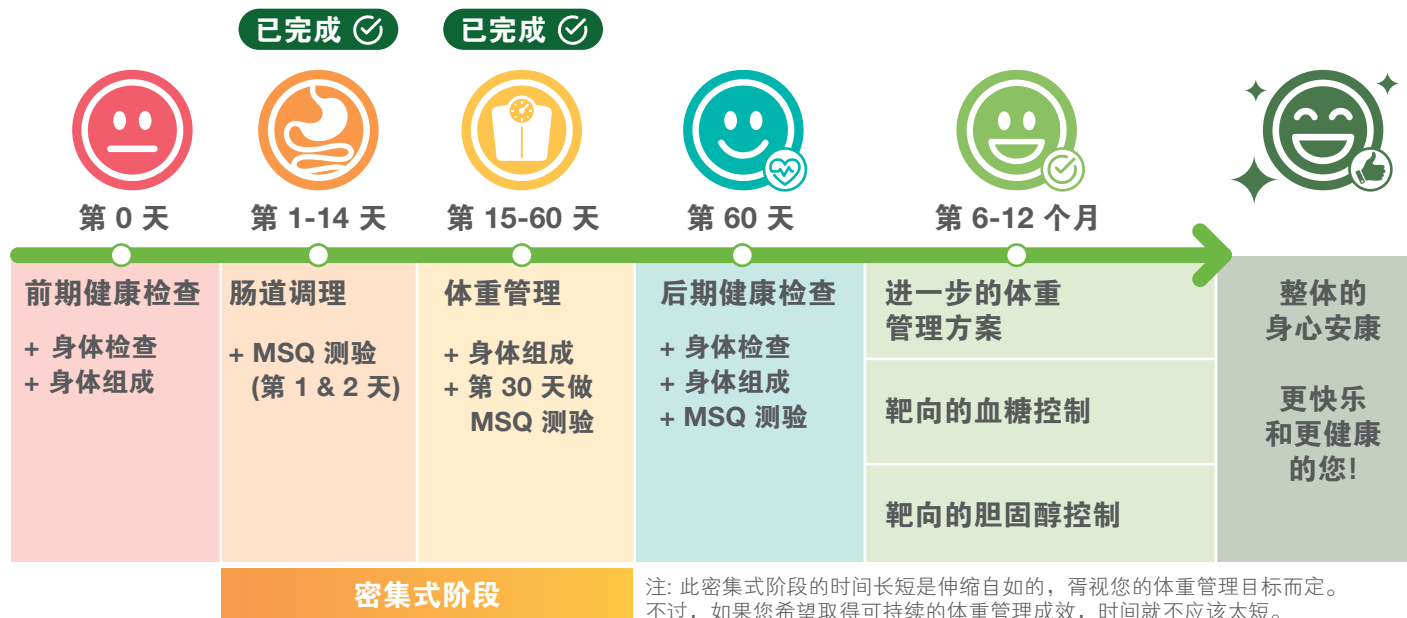 已完成
已完成
第 0 天
第 1-14 天
第 15-60 天
第 60 天
第 6-12 个月
前期健康检查
+ 身体检查
+ 身体组成
肠道调理
+ MSQ 测验
(第 1 & 2 天)
体重管理
+ 身体组成
+ 第 30 天做
MSQ 测验
后期健康检查
+ 身体检查
+ 身体组成
+ MSQ 测验
进一步的体重
管理方案
靶向的血糖控制
靶向的胆固醇控制
整体的
身心安康
更快乐
和更健康
的您!
密集式阶段
注: 此密集式阶段的时间长短是伸缩自如的，胥视您的体重管理目标而定。
不过，如果您希望取得可持续的体重管理成效，时间就不应该太短。